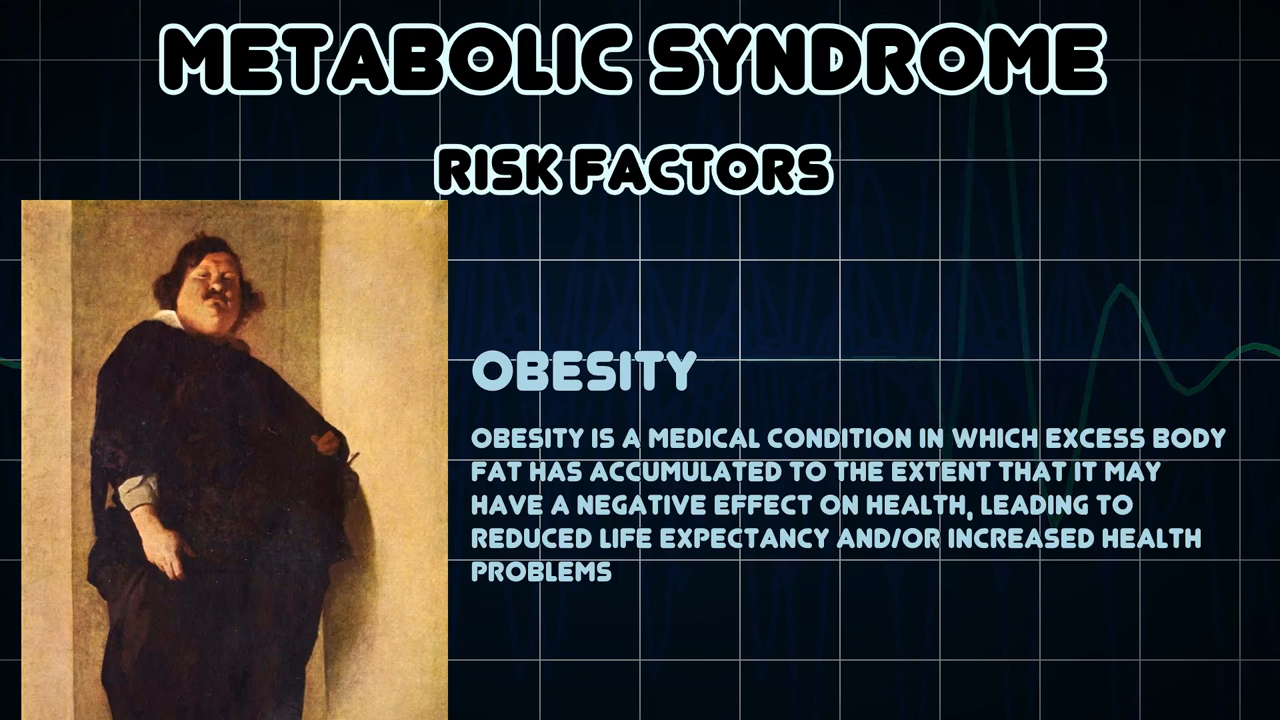 METABOLIC SYNDROME
RISK FACTORS
OBESITY
OBESITY IS A MEDICAL CONDITION IN WHICH EXCESS BODY
FAT HAS ACCUMULATED TO THE EXTENT THAT IT MAY
HAVE A NEGATIVE EFFECT ON HEALTH, LEADING TO
REDUCED LIFE EXPECTANCY AND/OR INCREASED HEALTH
PROBLEMS